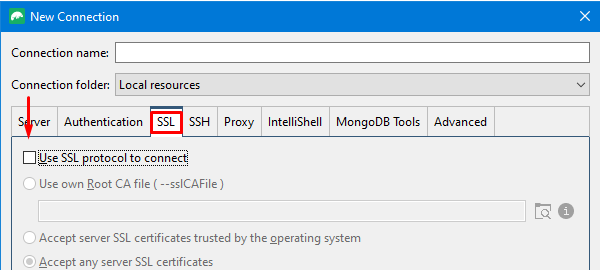 New Connection
Connection name:
Connection folder: Local resources
Server Authentication SSL SSH Proxy IntelliShell MongoDB Tools Advanced
Use SSL protocol to connect
Use own Root CA file ( --sslCAFile )
Accept server SSL certificates trusted by the operating system
Accept any server SSL certificates